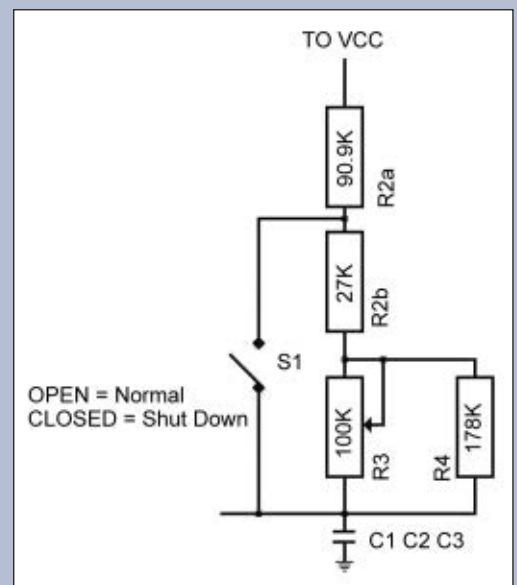 TO VCC
90.9K
R2a
27K
R2b
S1
OPEN = Normal
CLOSED = Shut Down
100K
R3
178K
R4
C1 C2 C3